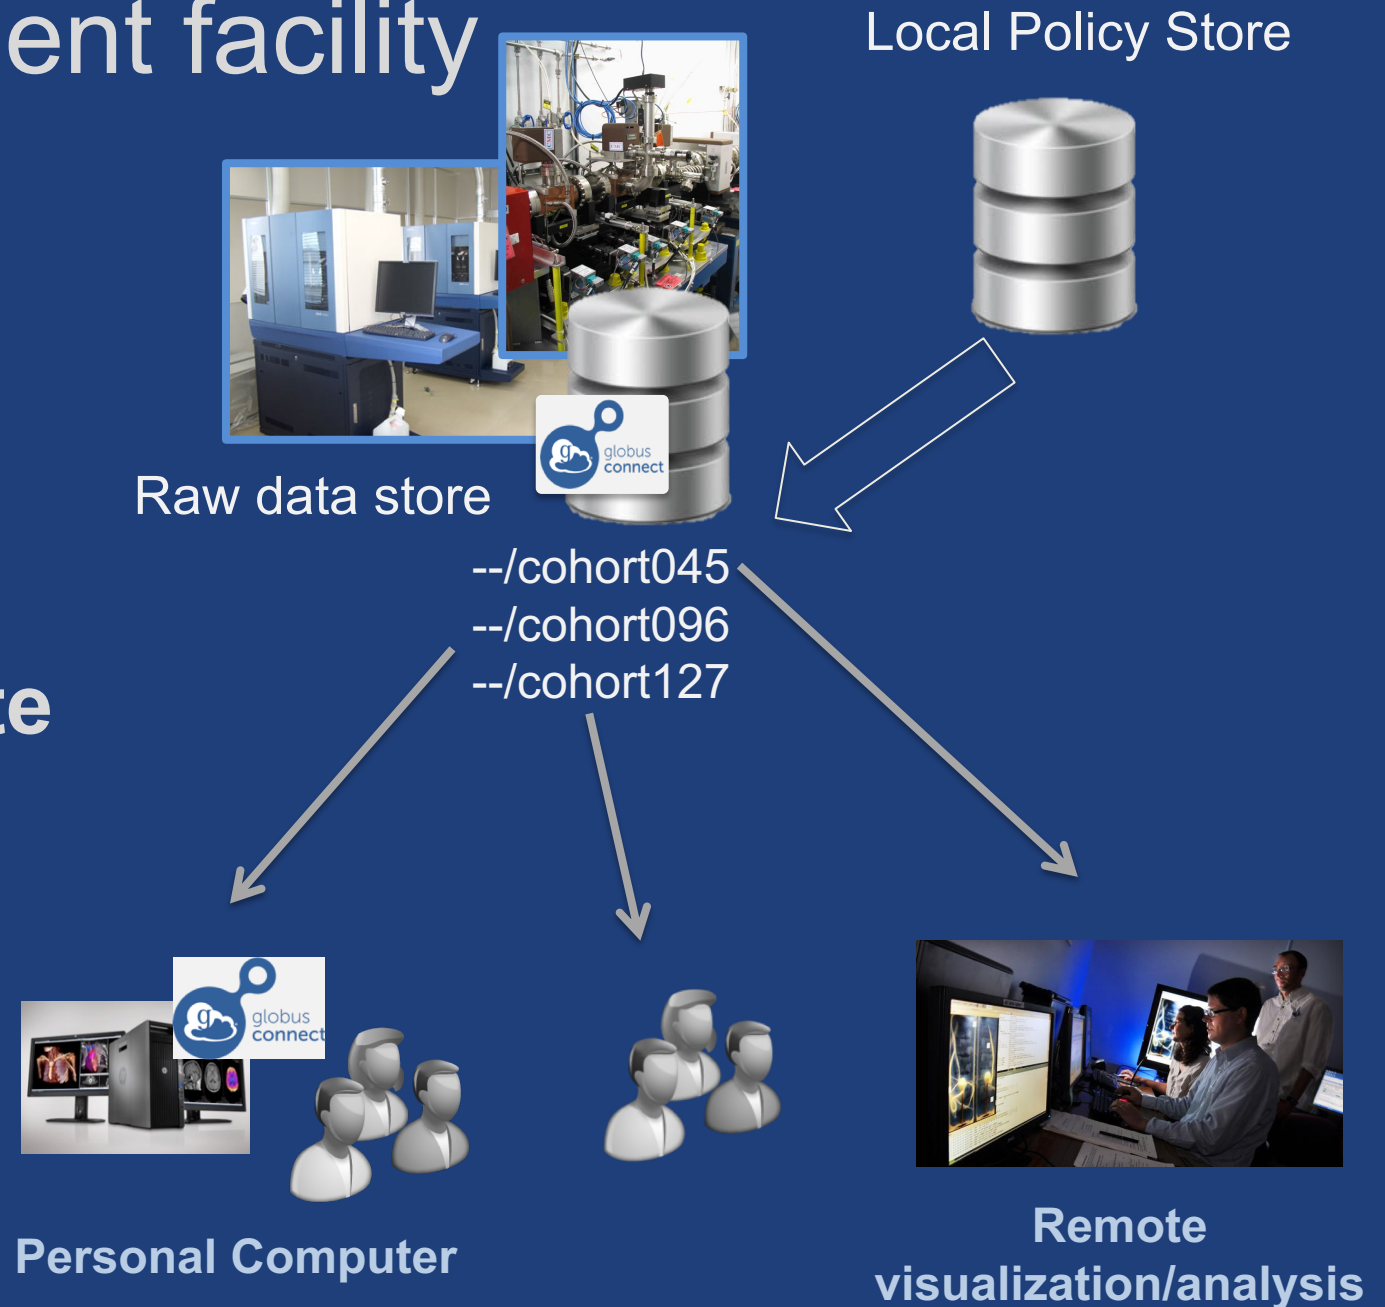 ent facility
Local Policy Store
globus
connect
Raw data store
--/cohort045
--/cohort096
--/cohort127
te
globus
connect
Personal Computer
Remote
visualization/analysis